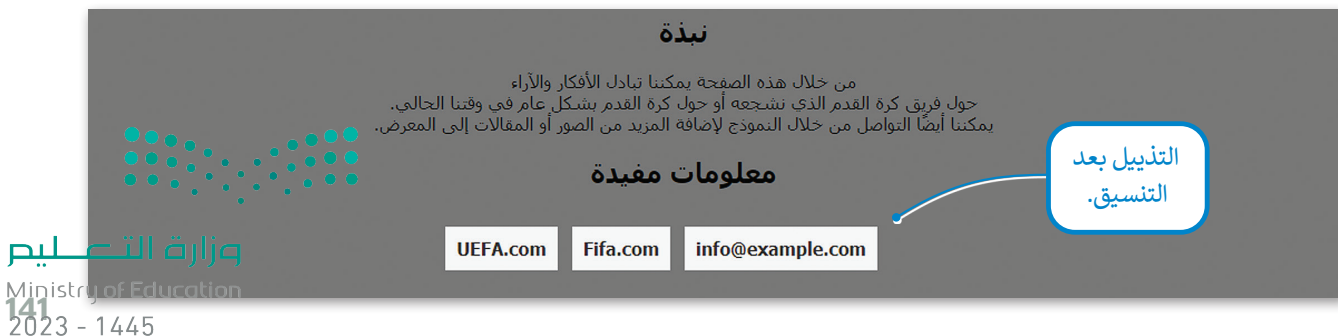 نبذة
من خلال هذه الصفحة يمكننا تبادل الأفكار والآراء
حول فريق كرة القدم الذي نشجعه أو حول كرة القدم بشكل عام في وقتنا الحالي.
يمكننا أيضًا التواصل من خلال النموذج لإضافة المزيد من الصور أو المقالات إلى المعرض.
معلومات مفيدة
UEFA.com Fifa.com info@example.com
التذييل بعد
التنسيق.
وزارة التعليم
Ministry of Education
141
2023 - 1445